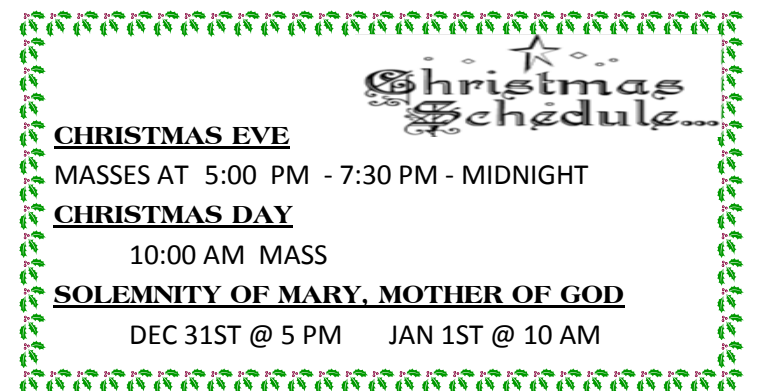 Christmas
Schedule...
CHRISTMAS EVE
MASSES AT 5:00 PM - 7:30 PM - MIDNIGHT
CHRISTMAS DAY
10:00 AM MASS
SOLEMNITY OF MARY, MOTHER OF GOD
DEC 31ST @ 5 PM JAN 1ST @ 10 AM